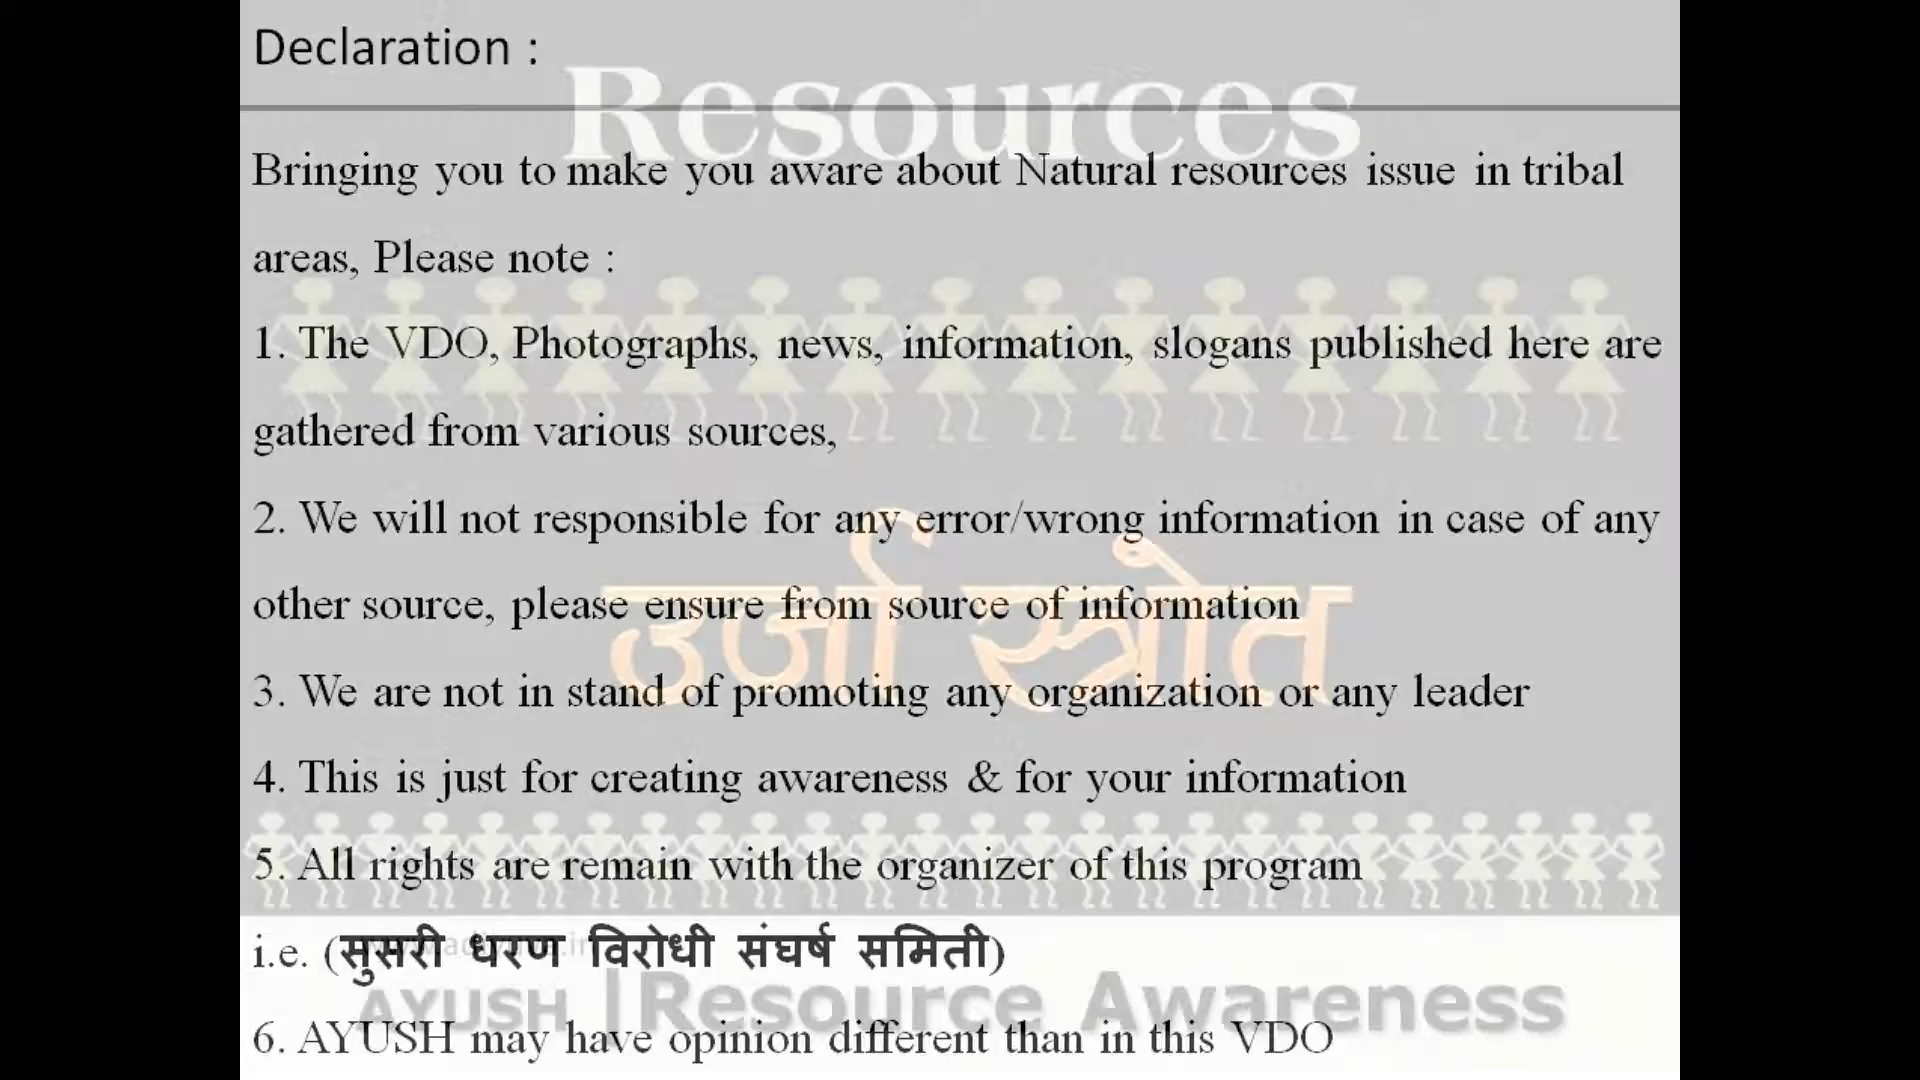 Declaration :
Resources
Bringing you to make you aware about Natural resources issue in tribal
areas, Please note :
1. The VDO, Photographs, news, information, slogans published here are
gathered from various sources,
2. We will not responsible for any error/wrong information in case of any
other source, please ensure from source of information
उर्जा स्त्रोत
3. We are not in stand of promoting any organization or any leader
4. This is just for creating awareness & for your information
5. All rights are remain with the organizer of this program
i.e. (सुसरी धरण विरोधी संघर्ष समिती)
AYUSH |Resource Awareness
6. AYUSH may have opinion different than in this VDO